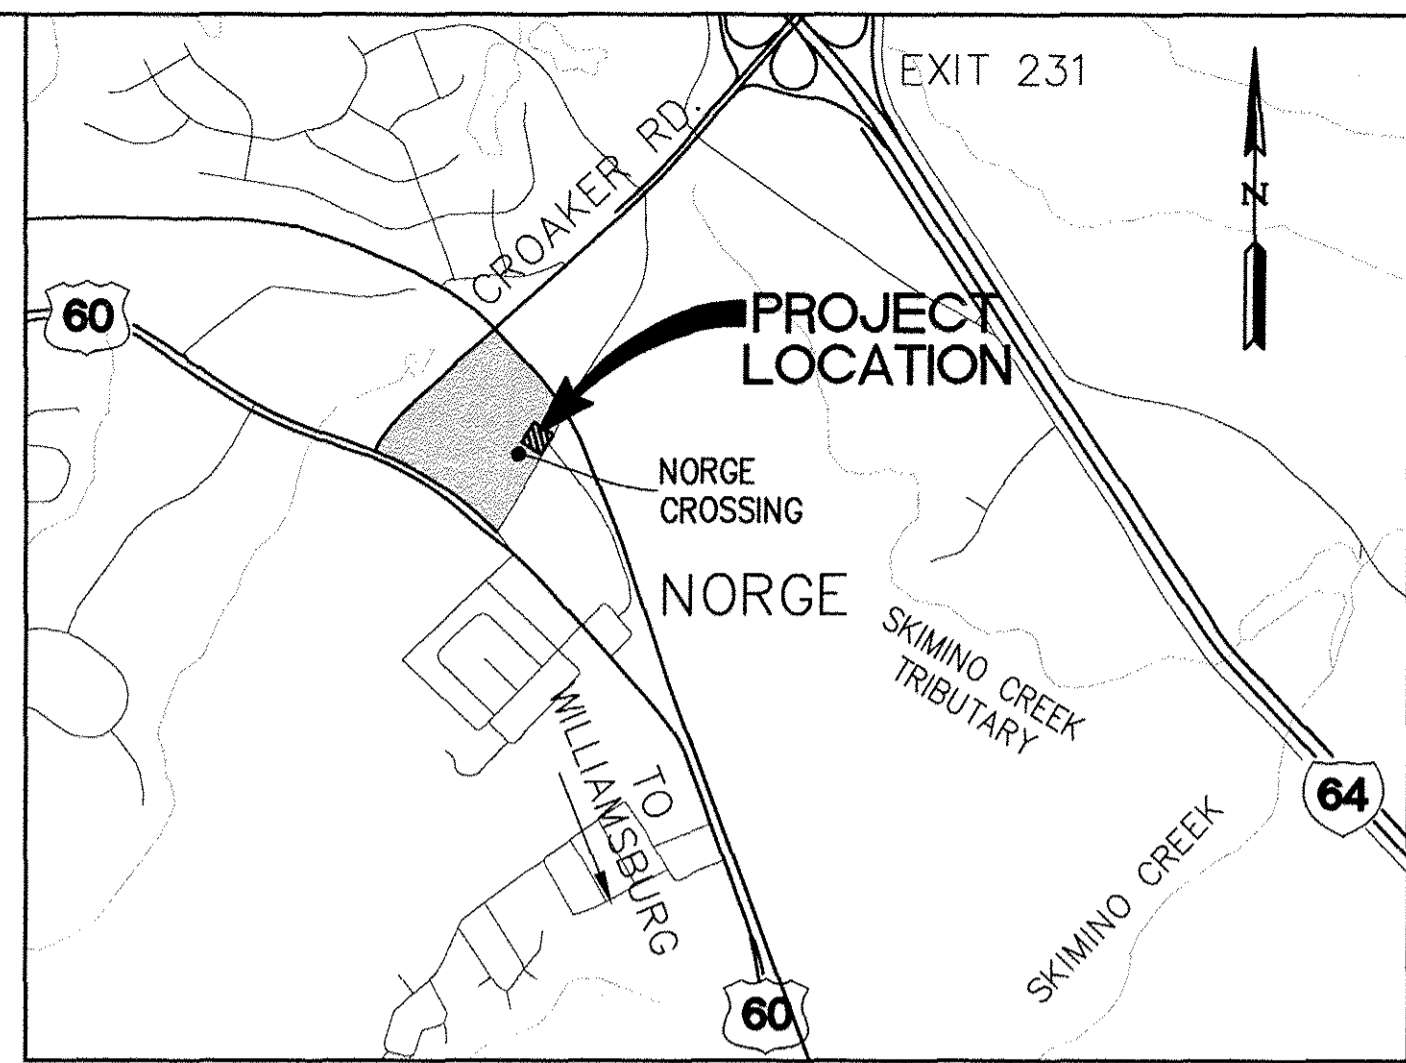 EXIT 231
CROAKER RD.
N
60
PROJECT
LOCATION
NORGE
CROSSING
NORGE
SKIMINO CREEK
TRIBUTARY
TO
WILLIAMSBURG
64
SKIMINO CREEK
60